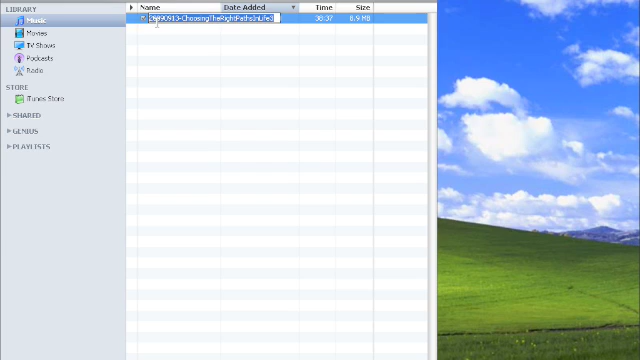 LIBRARY
Music
Movies
TV Shows
Podcasts
Radio
STORE
iTunes Store
SHARED
GENIUS
PLAYLISTS
Name Date Added Time Size
20090913-ChoosingTheRightPathsInLife3 38:37 8.9 MB